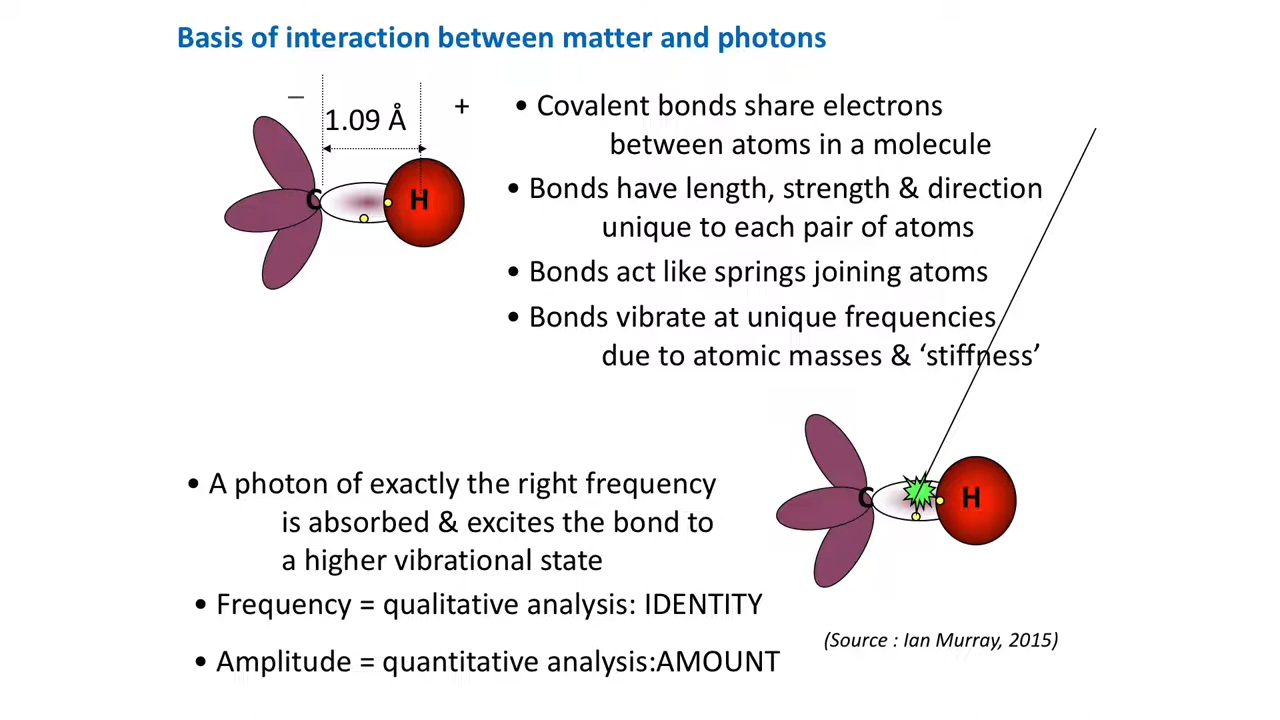 Basis of interaction between matter and photons
–
1.09 Å
+
C
H
• Covalent bonds share electrons
between atoms in a molecule
• Bonds have length, strength & direction
unique to each pair of atoms
• Bonds act like springs joining atoms
• Bonds vibrate at unique frequencies
due to atomic masses & ‘stiffness’
• A photon of exactly the right frequency
is absorbed & excites the bond to
a higher vibrational state
• Frequency = qualitative analysis: IDENTITY
• Amplitude = quantitative analysis:AMOUNT
C
H
(Source : Ian Murray, 2015)